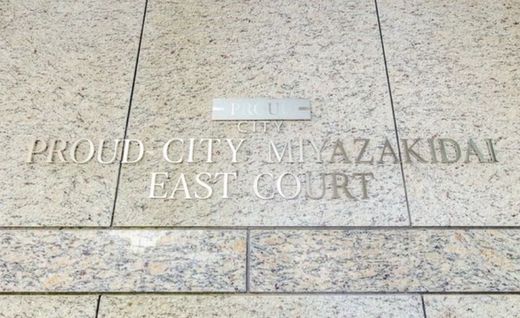 PROUD
CITY
PROUD CITY MIYAZAKIDAI
EAST COURT